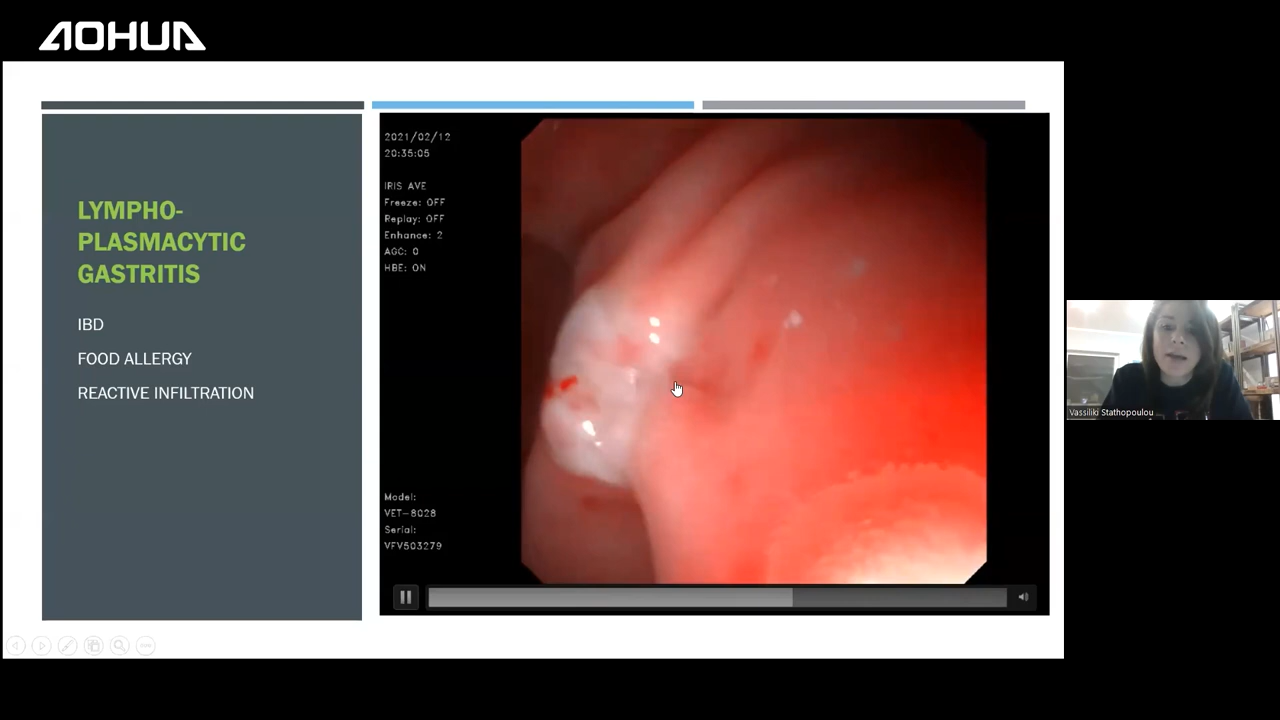 AOHUA
LYMPHO-
PLASMACYTIC
GASTRITIS
IBD
FOOD ALLERGY
REACTIVE INFILTRATION
2021/02/12
20:35:05
IRIS AVE
Freeze: OFF
Replay: OFF
Enhance: 2
AGC: 0
HBE: ON
Model:
VET-8028
Serial:
VFV503279
Vassiliki Stathopoulou